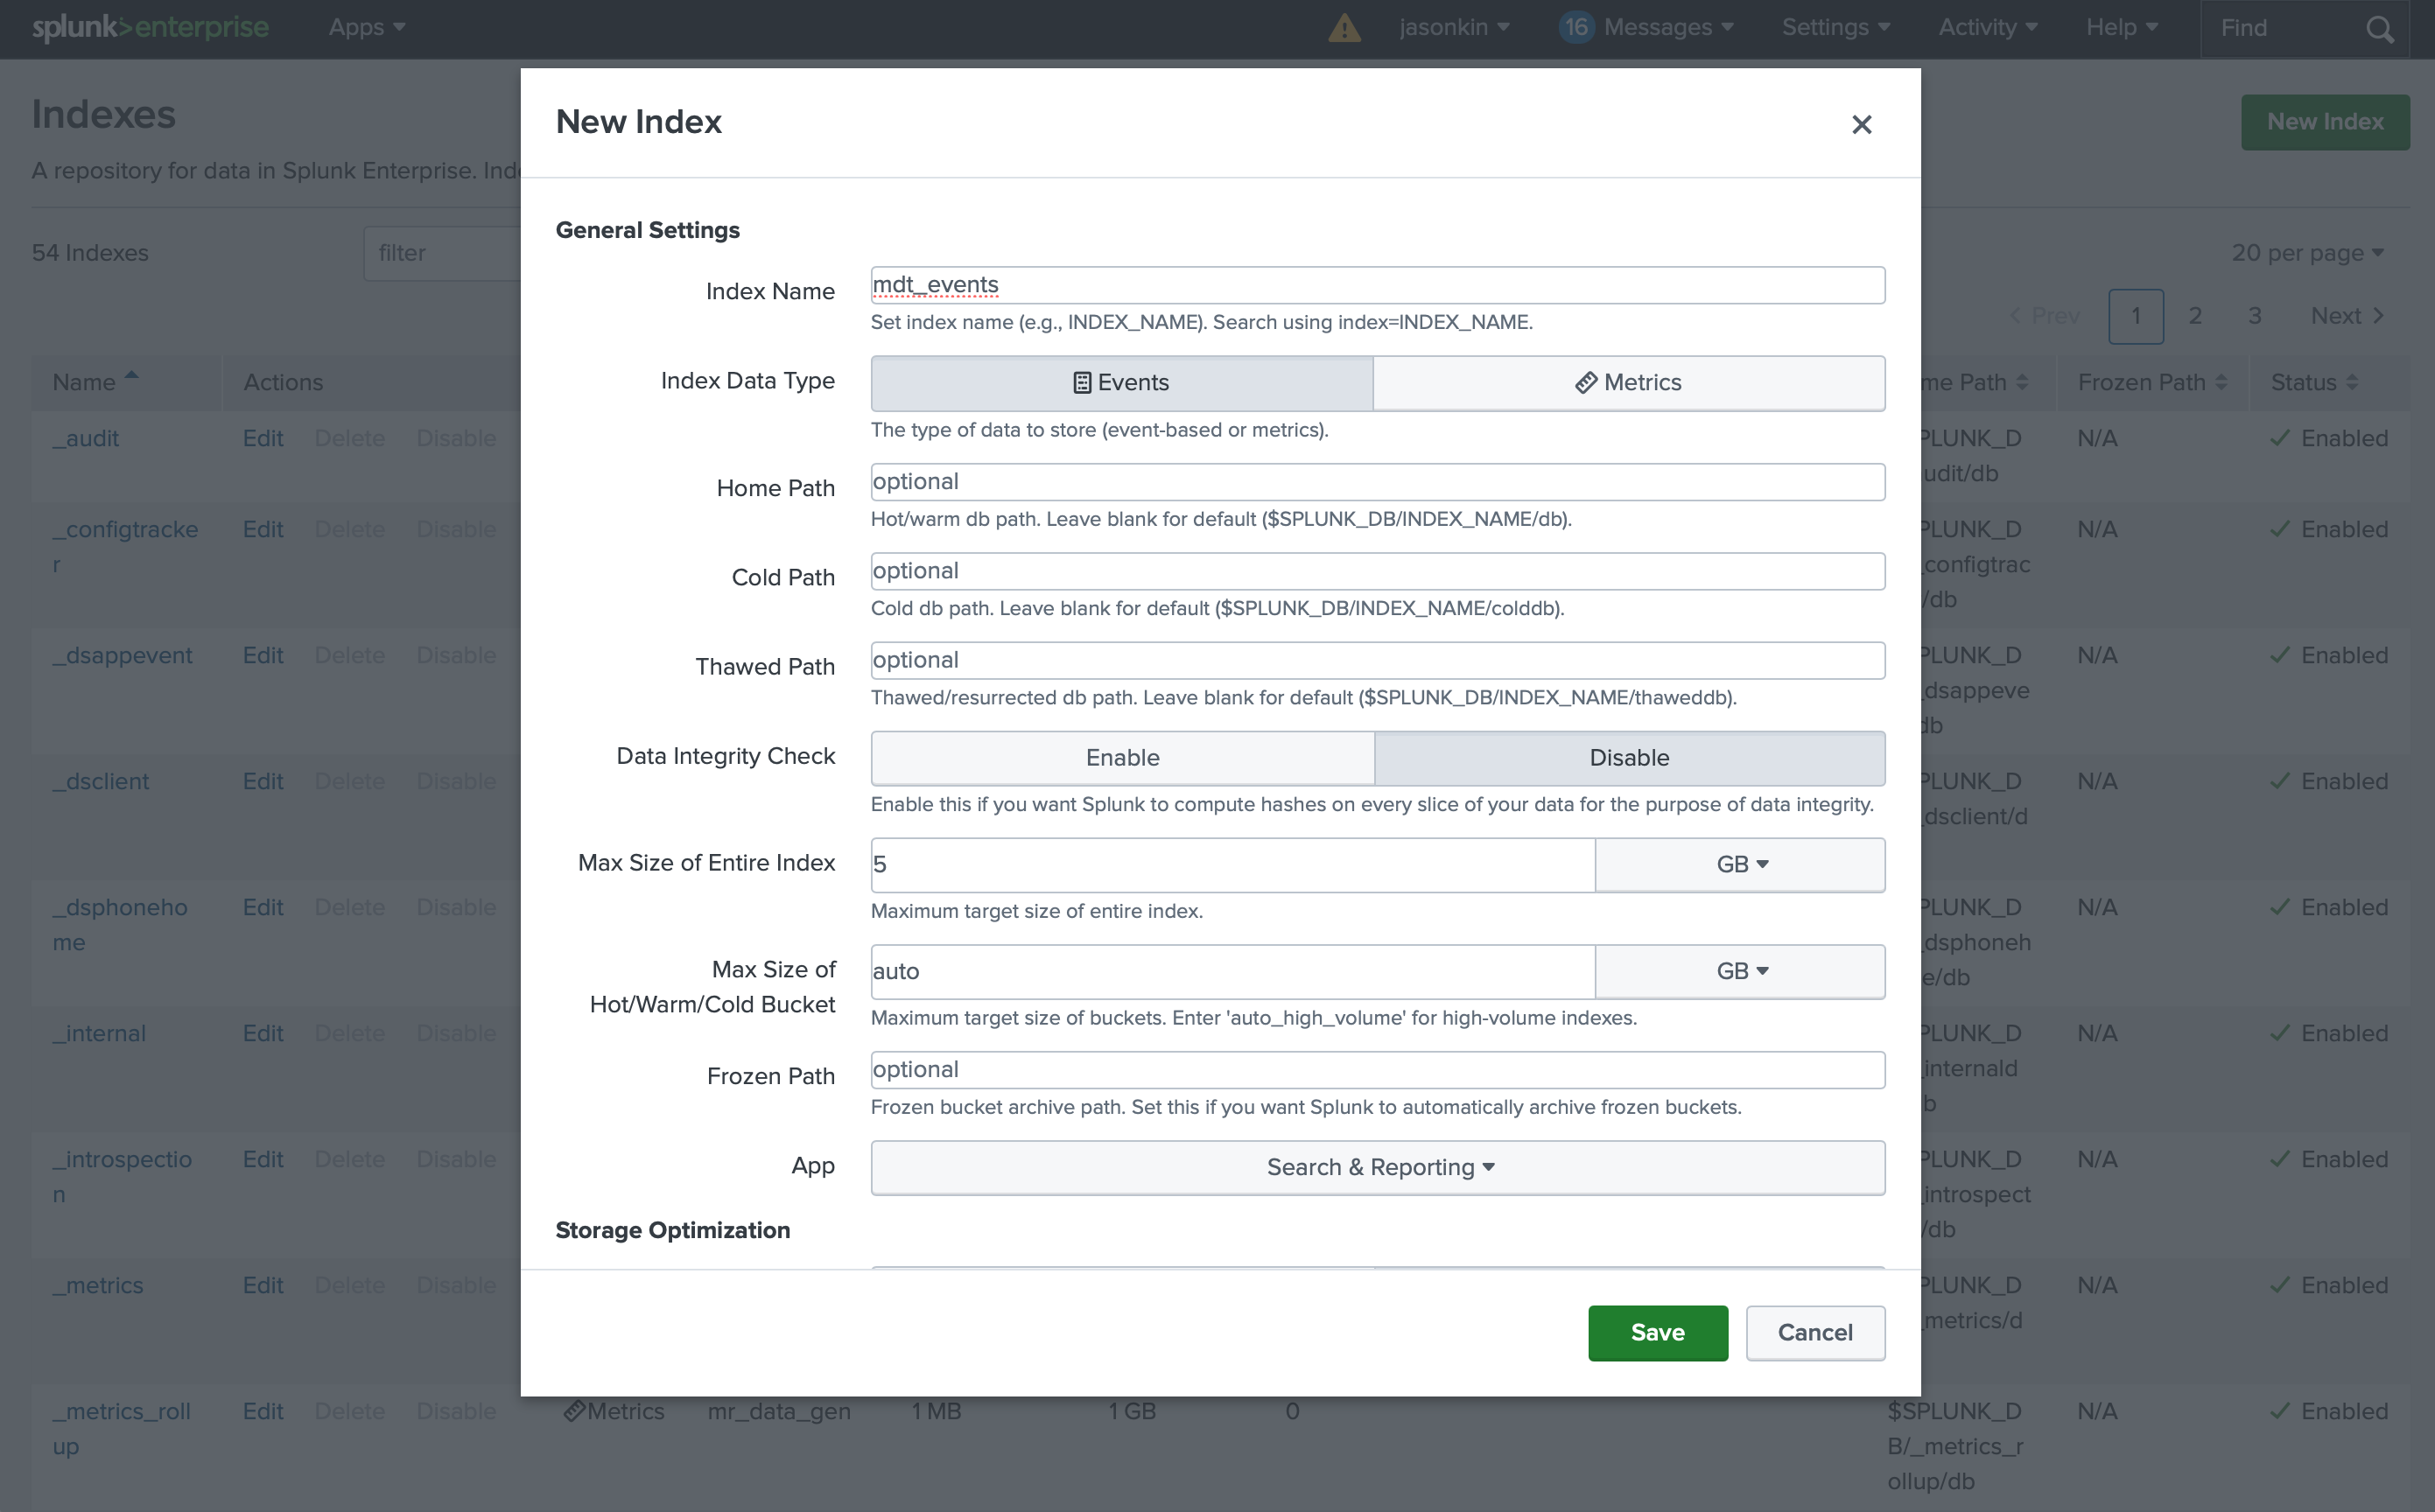 splunk>enterprise Apps jasonkin 16 Messages Settings Activity Help Find
Indexes
New Index
A repository for data in Splunk Enterprise.
54 Indexes
filter
20 per page
Prev 1 2 3 Next
Name Actions
me Path Frozen Path Status
_audit Edit Delete Disable
PLUNK_D N/A Enabled
udit/db
_configtracke Edit Delete Disable
r
PLUNK_D N/A Enabled
_configtrac
/db
_dsappevent Edit Delete Disable
PLUNK_D N/A Enabled
_dsappeve
db
_dsclient Edit Delete Disable
PLUNK_D N/A Enabled
_dsclient/d
_dsphoneho Edit Delete Disable
me
PLUNK_D N/A Enabled
_dsphoneh
e/db
_internal Edit Delete Disable
PLUNK_D N/A Enabled
_internald
b
_introspectio Edit Delete Disable
n
PLUNK_D N/A Enabled
_introspect
/db
_metrics Edit Delete Disable
PLUNK_D N/A Enabled
_metrics/d
_metrics_roll Edit Delete Disable Metrics mr_data_gen 1 MB 1 GB 0 $SPLUNK_D N/A Enabled
up
B/_metrics_r
ollup/db
New Index
General Settings
Index Name mdt_events
Set index name (e.g., INDEX_NAME). Search using index=INDEX_NAME.
Index Data Type Events Metrics
The type of data to store (event-based or metrics).
Home Path optional
Hot/warm db path. Leave blank for default ($SPLUNK_DB/INDEX_NAME/db).
Cold Path optional
Cold db path. Leave blank for default ($SPLUNK_DB/INDEX_NAME/colddb).
Thawed Path optional
Thawed/resurrected db path. Leave blank for default ($SPLUNK_DB/INDEX_NAME/thaweddb).
Data Integrity Check Enable Disable
Enable this if you want Splunk to compute hashes on every slice of your data for the purpose of data integrity.
Max Size of Entire Index 5 GB
Maximum target size of entire index.
Max Size of
Hot/Warm/Cold Bucket auto GB
Maximum target size of buckets. Enter 'auto_high_volume' for high-volume indexes.
Frozen Path optional
Frozen bucket archive path. Set this if you want Splunk to automatically archive frozen buckets.
App Search & Reporting
Storage Optimization
Save Cancel